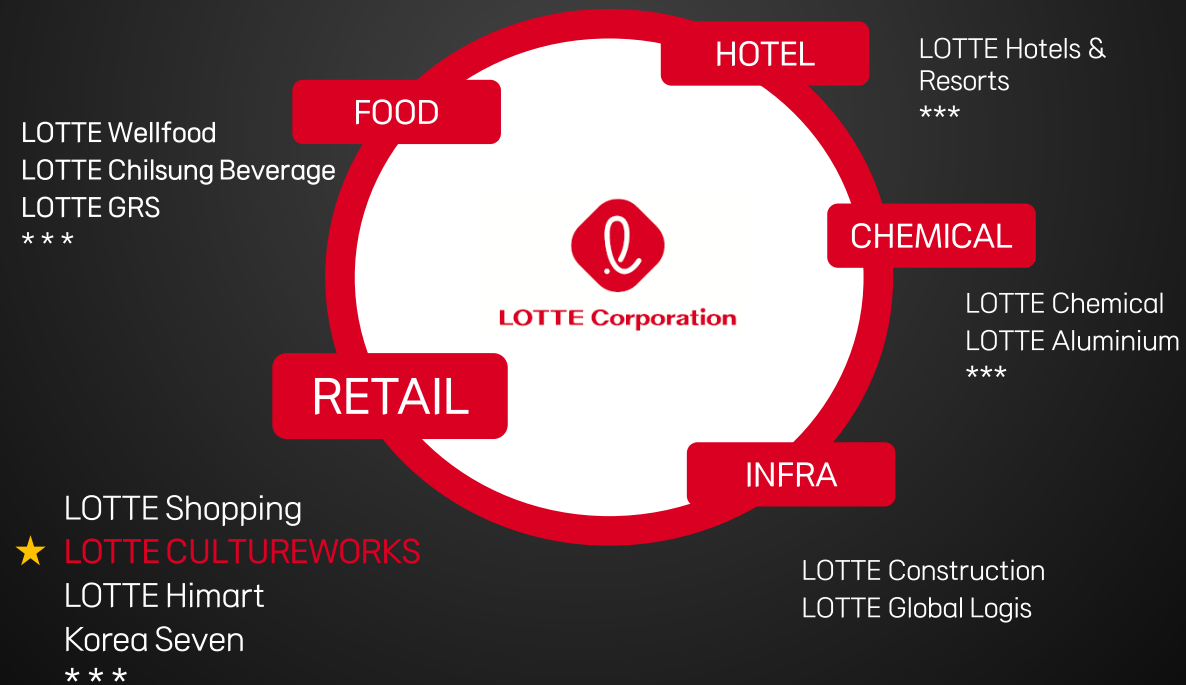 HOTEL
LOTTE Hotels &
Resorts
***
FOOD
LOTTE Wellfood
LOTTE Chilsung Beverage
LOTTE GRS
* * *
CHEMICAL
LOTTE Chemical
LOTTE Aluminium
***
LOTTE Corporation
RETAIL
LOTTE Shopping
★ LOTTE CULTUREWORKS
LOTTE Himart
Korea Seven
* * *
INFRA
LOTTE Construction
LOTTE Global Logis